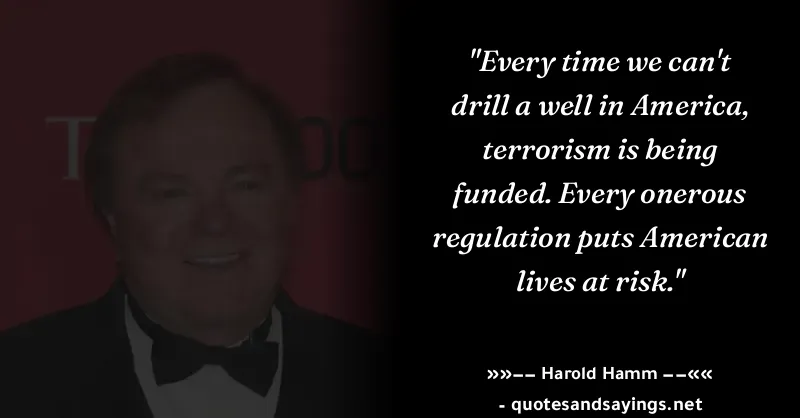 T
00
"Every time we can't
drill a well in America,
terrorism is being
funded. Every onerous
regulation puts American
lives at risk."
»»–– Harold Hamm ––««
- quotesandsayings.net